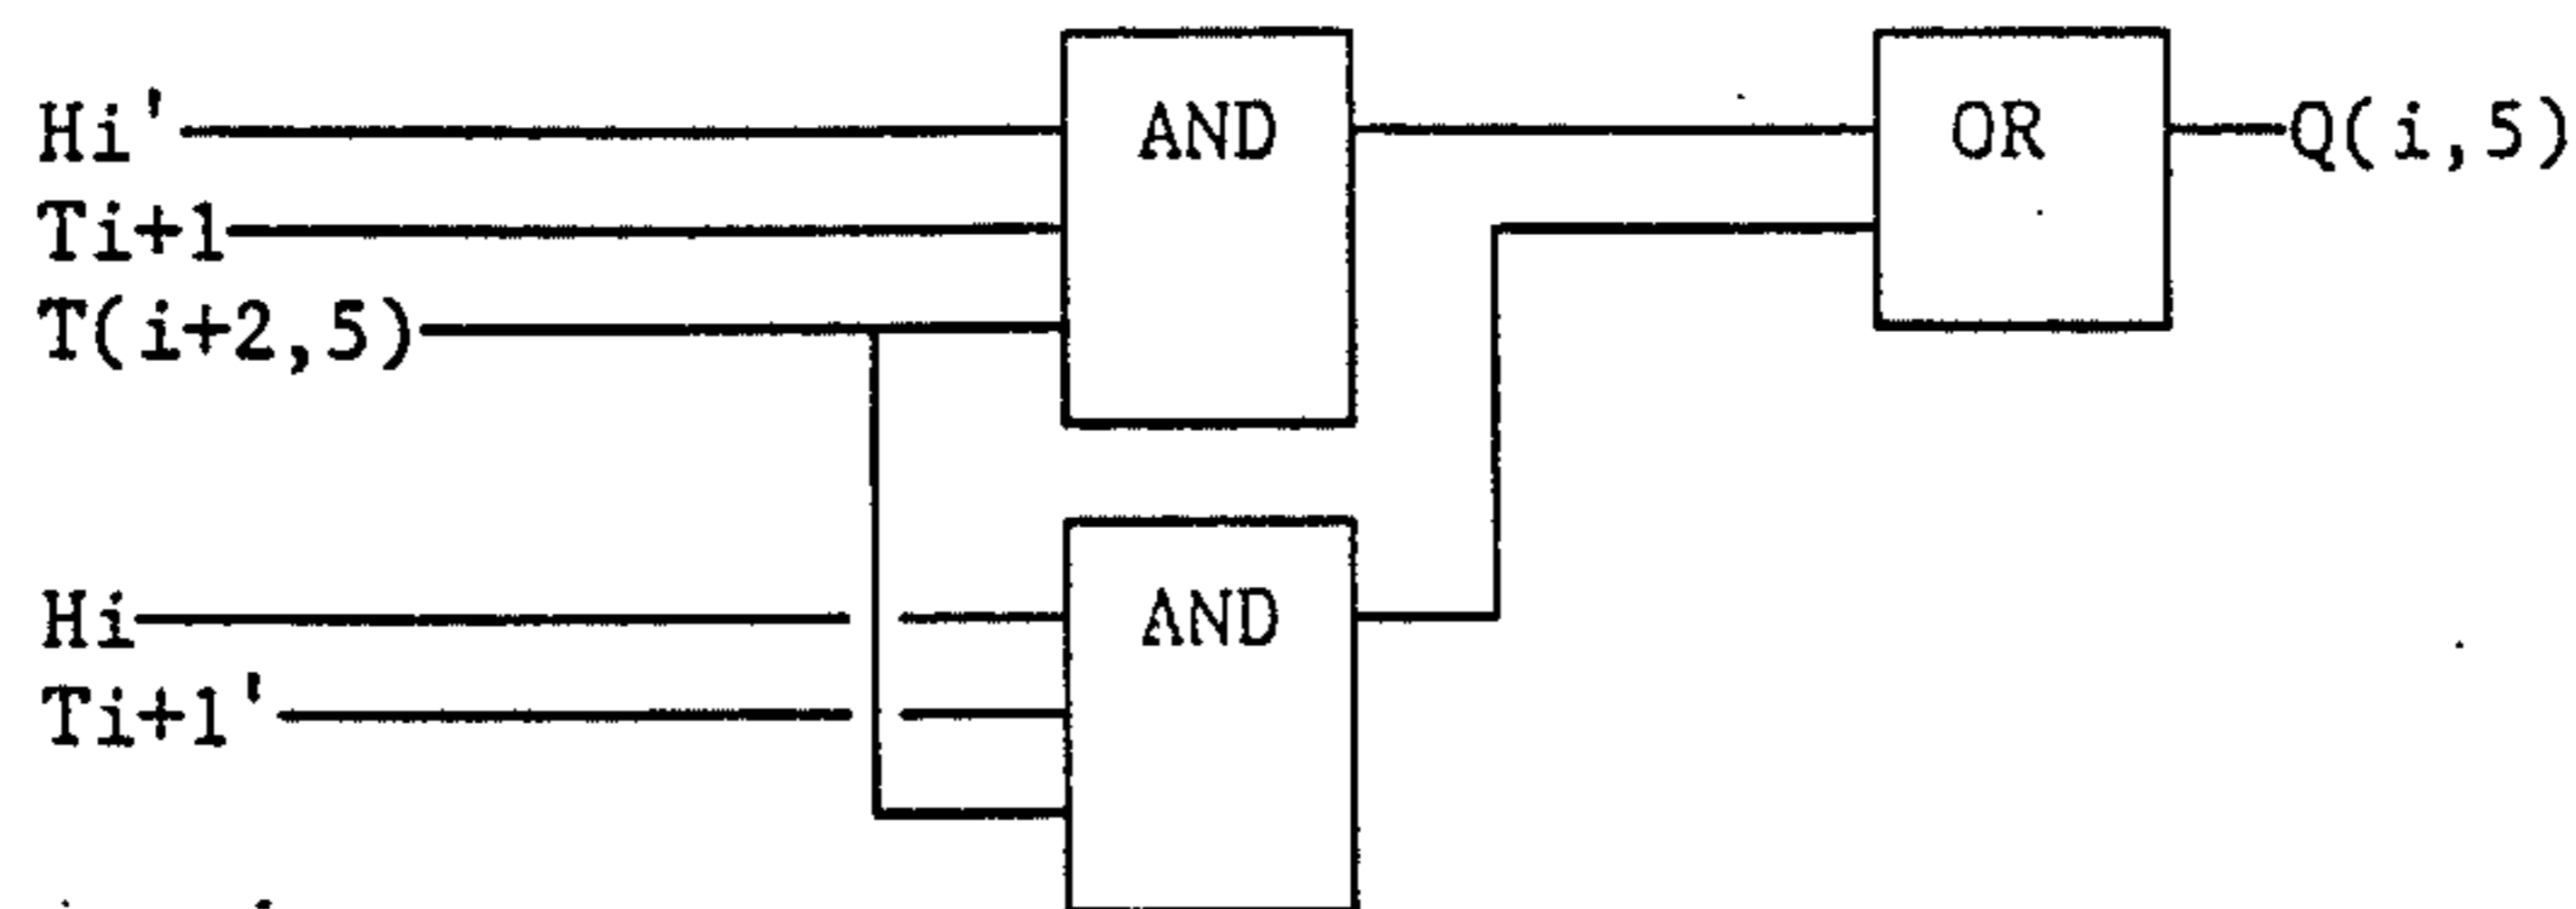 Hi' AND OR Q(i,5)
Ti+1
T(i+2,5)
Hi AND
Ti+1'